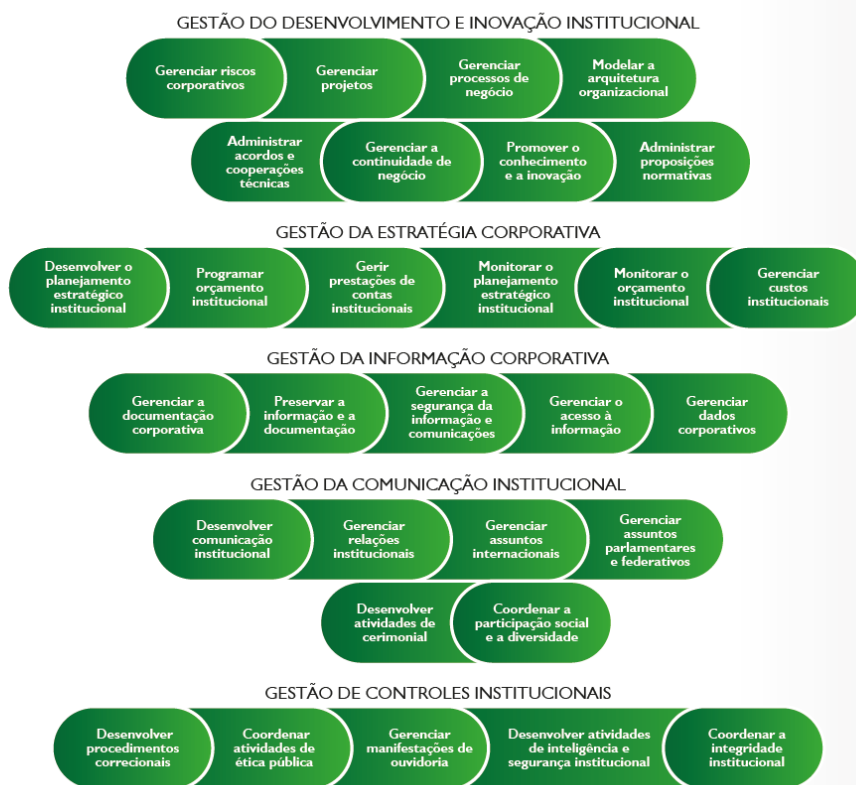 GESTÃO DO DESENVOLVIMENTO E INOVAÇÃO INSTITUCIONAL
Gerenciar riscos
corporativos
Gerenciar
projetos
Gerenciar
processos de
negócio
Modelar a
arquitetura
organizacional
Administrar
acordos e
cooperações
técnicas
Gerenciar a
continuidade de
negócio
Promover o
conhecimento
e a inovação
Administrar
proposições
normativas
GESTÃO DA ESTRATÉGIA CORPORATIVA
Desenvolver o
planejamento
estratégico
institucional
Programar
orçamento
institucional
Gerir
prestações de
contas
institucionais
Monitorar o
planejamento
estratégico
institucional
Monitorar o
orçamento
institucional
Gerenciar
custos
institucionais
GESTÃO DA INFORMAÇÃO CORPORATIVA
Gerenciar a
documentação
corporativa
Preservar a
informação e a
documentação
Gerenciar a
segurança da
informação e
comunicações
Gerenciar o
acesso à
informação
Gerenciar
dados
corporativos
GESTÃO DA COMUNICAÇÃO INSTITUCIONAL
Desenvolver
comunicação
institucional
Gerenciar
relações
institucionais
Gerenciar
assuntos
internacionais
Gerenciar
assuntos
parlamentares
e federativos
Desenvolver
atividades de
cerimonial
Coordenar a
participação social
e a diversidade
GESTÃO DE CONTROLES INSTITUCIONAIS
Desenvolver
procedimentos
correcionais
Coordenar
atividades de
ética pública
Gerenciar
manifestações de
ouvidoria
Desenvolver atividades
de inteligência e
segurança institucional
Coordenar a
integridade
institucional